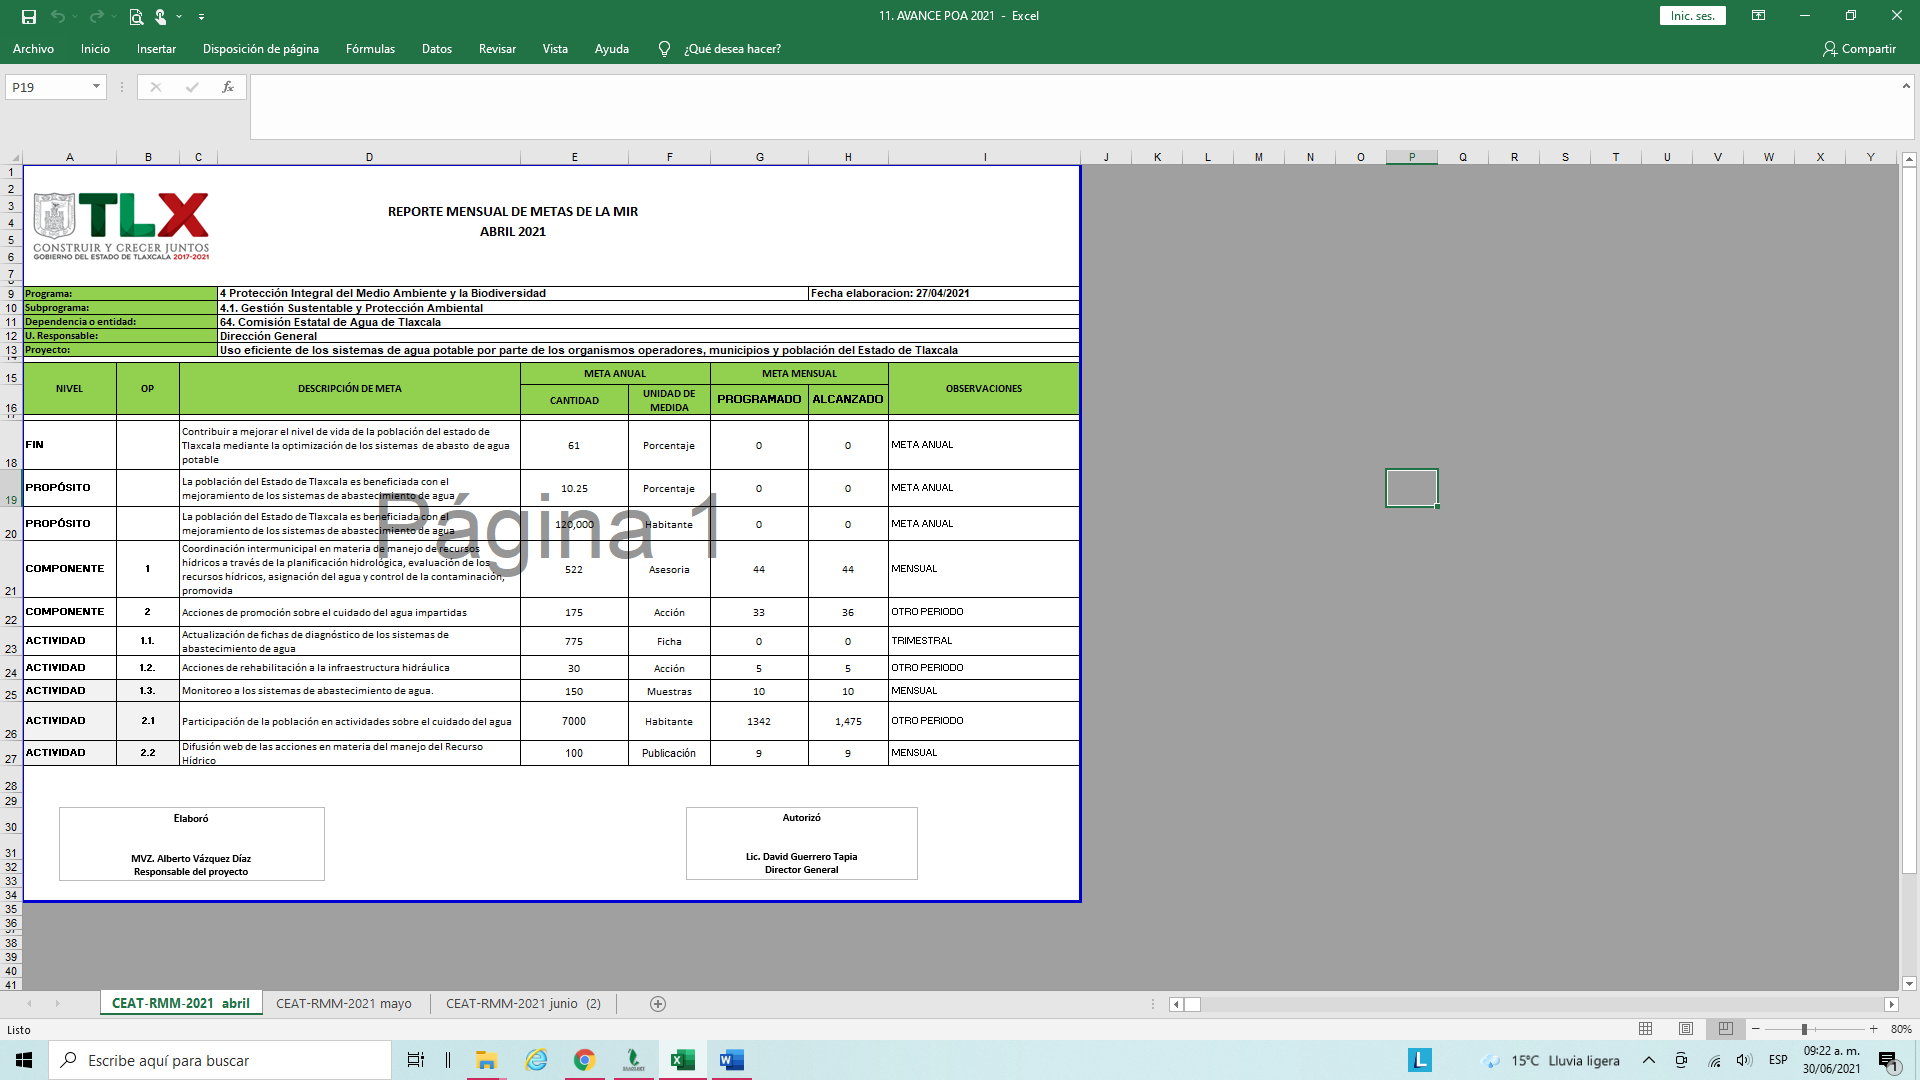 11. AVANCE POA 2021 - Excel
Inic. ses.
Archivo Inicio Insertar Disposición de página Fórmulas Datos Revisar Vista Ayuda ¿Qué desea hacer? Compartir
P19 fx
A B C D E F G H I J K L M N O P Q R S T U V W X Y
TLX
CONSTRUIR Y CRECER JUNTOS
GOBIERNO DEL ESTADO DE TLAXCALA 2017-2021
REPORTE MENSUAL DE METAS DE LA MIR
ABRIL 2021
9 Programa: 4 Protección Integral del Medio Ambiente y la Biodiversidad Fecha elaboracion: 27/04/2021
10 Subprograma: 4.1. Gestión Sustentable y Protección Ambiental
11 Dependencia o entidad: 64. Comisión Estatal de Agua de Tlaxcala
12 U. Responsable: Dirección General
13 Proyecto: Uso eficiente de los sistemas de agua potable por parte de los organismos operadores, municipios y población del Estado de Tlaxcala
NIVEL OP DESCRIPCIÓN DE META META ANUAL META MENSUAL OBSERVACIONES
CANTIDAD UNIDAD DE MEDIDA PROGRAMADO ALCANZADO
18 FIN Contribuir a mejorar el nivel de vida de la población del estado de Tlaxcala mediante la optimización de los sistemas de abasto de agua potable 61 Porcentaje 0 0 META ANUAL
19 PROPÓSITO La población del Estado de Tlaxcala es beneficiada con el mejoramiento de los sistemas de abastecimiento de agua 10.25 Porcentaje 0 0 META ANUAL
20 PROPÓSITO La población del Estado de Tlaxcala es beneficiada con el mejoramiento de los sistemas de abastecimiento de agua 120,000 Habitante 0 0 META ANUAL
Página 1
21 COMPONENTE 1 Coordinación intermunicipal en materia de manejo de recursos hídricos a través de la planificación hidrológica, evaluación de los recursos hídricos, asignación del agua y control de la contaminación, promovida 522 Asesoria 44 44 MENSUAL
22 COMPONENTE 2 Acciones de promoción sobre el cuidado del agua impartidas 175 Acción 33 36 OTRO PERIODO
23 ACTIVIDAD 1.1. Actualización de fichas de diagnóstico de los sistemas de abastecimiento de agua 775 Ficha 0 0 TRIMESTRAL
24 ACTIVIDAD 1.2. Acciones de rehabilitación a la infraestructura hidráulica 30 Acción 5 5 OTRO PERIODO
25 ACTIVIDAD 1.3. Monitoreo a los sistemas de abastecimiento de agua. 150 Muestras 10 10 MENSUAL
26 ACTIVIDAD 2.1 Participación de la población en actividades sobre el cuidado del agua 7000 Habitante 1342 1,475 OTRO PERIODO
27 ACTIVIDAD 2.2 Difusión web de las acciones en materia del manejo del Recurso Hídrico 100 Publicación 9 9 MENSUAL
Elaboró
MVZ. Alberto Vázquez Díaz
Responsable del proyecto
Autorizó
Lic. David Guerrero Tapia
Director General
CEAT-RMM-2021 abril CEAT-RMM-2021 mayo CEAT-RMM-2021 junio (2)
Listo 80%
Escribe aquí para buscar
15°C Lluvia ligera ESP 09:22 a. m.
30/06/2021